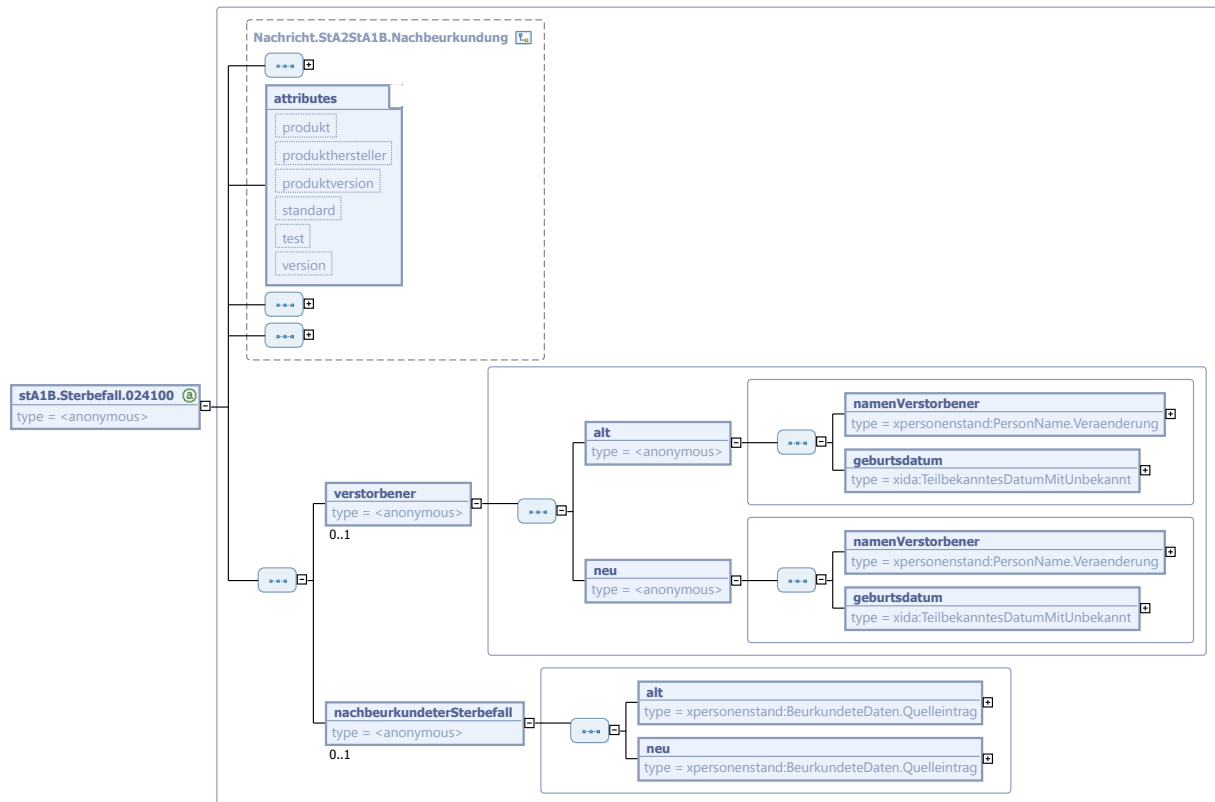 Nachricht.StA2StA1B.Nachbeurkundung
attributes
produkt
produkthersteller
produktversion
standard
test
version
stA1B.Sterbefall.024100 a
type = <anonymous>
verstorbener
type = <anonymous>
0..1
alt
type = <anonymous>
namenVerstorbener
type = xpersonenstand:PersonName.Veraenderung
geburtsdatum
type = xida:TeilbekanntesDatumMitUnbekannt
neu
type = <anonymous>
namenVerstorbener
type = xpersonenstand:PersonName.Veraenderung
geburtsdatum
type = xida:TeilbekanntesDatumMitUnbekannt
nachbeurkundeterSterbefall
type = <anonymous>
0..1
alt
type = xpersonenstand:BeurkundeteDaten.Quelleintrag
neu
type = xpersonenstand:BeurkundeteDaten.Quelleintrag